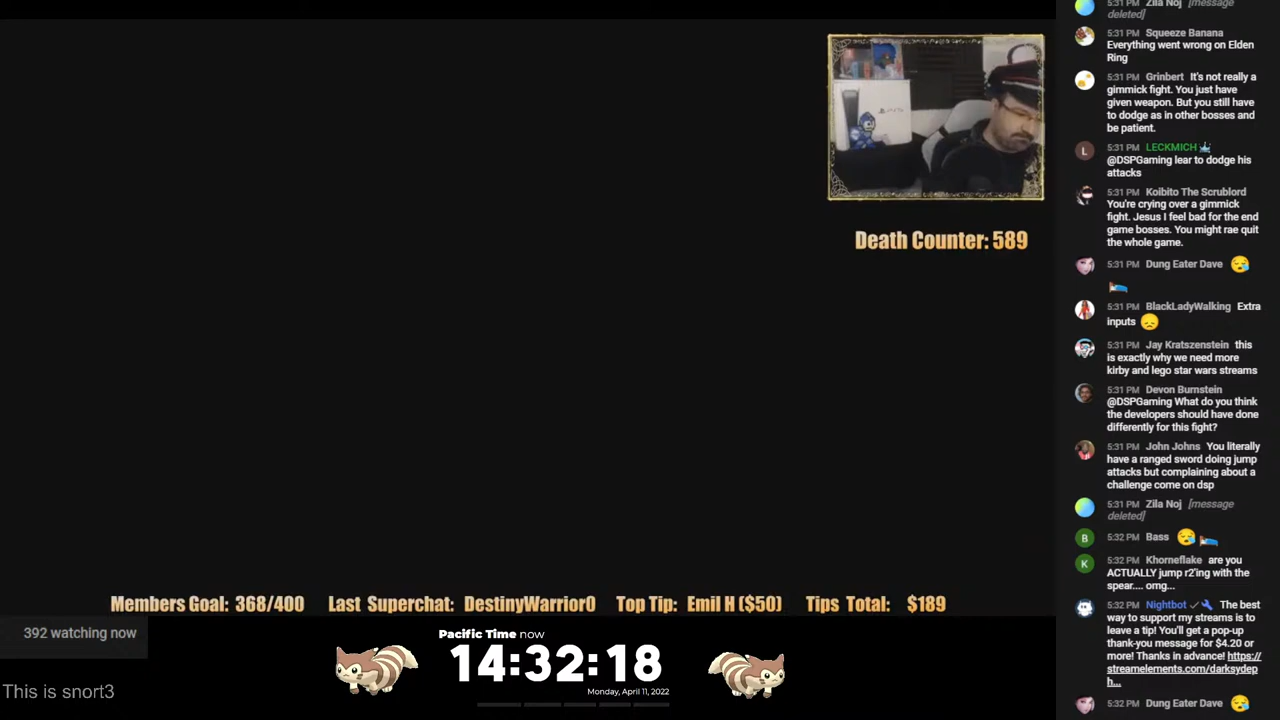 Death Counter: 589
Members Goal: 368/400 Last Superchat: DestinyWarrior0 Top Tip: Emil H ($50) Tips Total: $189
392 watching now
This is snort3
Pacific Time now
14:32:18
Monday, April 11, 2022
5:31 PM Zila Noj [message
deleted]
5:31 PM Squeeze Banana
Everything went wrong on Elden
Ring
5:31 PM Grinbert It's not really a
gimmick fight. You just have
given weapon. But you still have
to dodge as in other bosses and
be patient.
L 5:31 PM LECKMICH
@DSPGaming lear to dodge his
attacks
5:31 PM Koibito The Scrublord
You're crying over a gimmick
fight. Jesus I feel bad for the end
game bosses. You might rae quit
the whole game.
5:31 PM Dung Eater Dave
5:31 PM BlackLadyWalking Extra
inputs
5:31 PM Jay Kratszenstein this
is exactly why we need more
kirby and lego star wars streams
5:31 PM Devon Burnstein
@DSPGaming What do you think
the developers should have done
differently for this fight?
5:31 PM John Johns You literally
have a ranged sword doing jump
attacks but complaining about a
challenge come on dsp
5:31 PM Zila Noj [message
deleted]
B 5:32 PM Bass
K 5:32 PM Khorneflake are you
ACTUALLY jump r2'ing with the
spear.... omg...
5:32 PM Nightbot The best
way to support my streams is to
leave a tip! You'll get a pop-up
thank-you message for $4.20 or
more! Thanks in advance! https://
streamelements.com/darksydep
h...
5:32 PM Dung Eater Dave